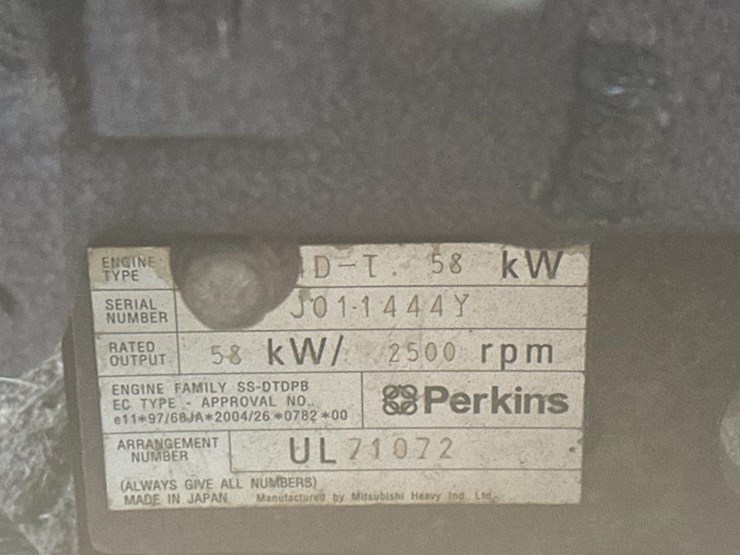 ENGINE TYPE D-T. 58 kW
SERIAL NUMBER J011444Y
RATED OUTPUT 58 kW/ 2500 rpm
ENGINE FAMILY SS-DTDPB
EC TYPE - APPROVAL NO..
e11*97/68JA*2004/26*0782*00
Perkins
ARRANGEMENT NUMBER UL71072
(ALWAYS GIVE ALL NUMBERS)
MADE IN JAPAN Manufactured by Mitsubishi Heavy Ind. Ltd.